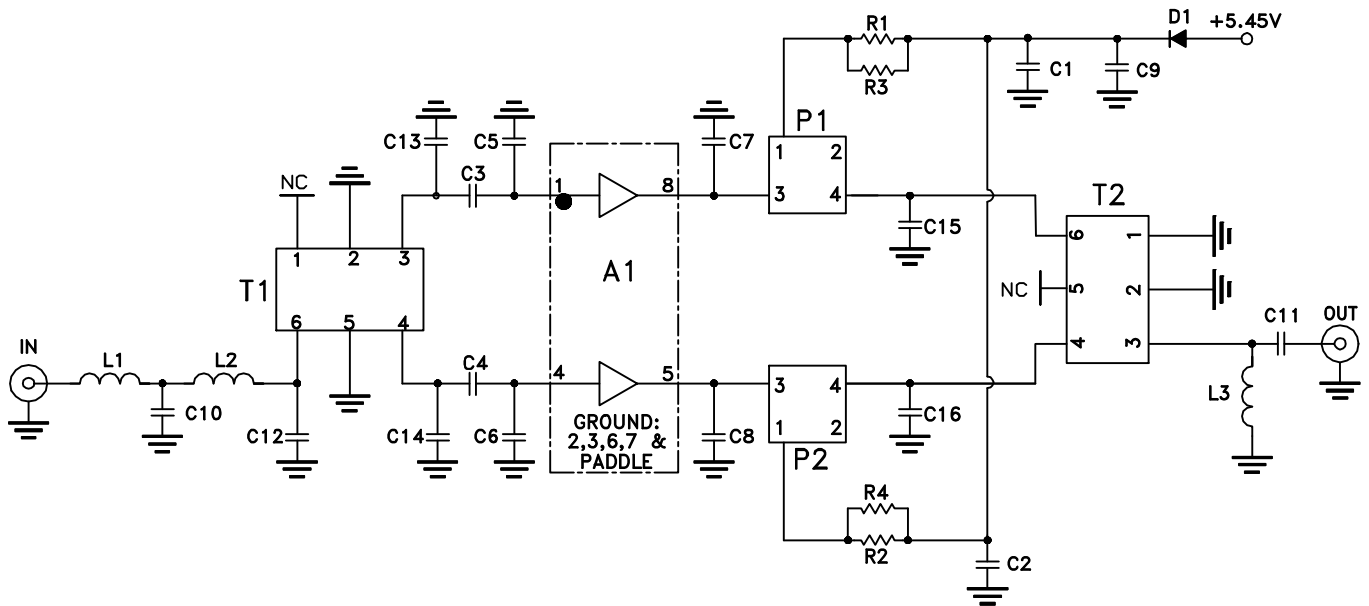 R1
D1
+5.45V
R3
C1
C9
C13
C5
C7
P1
1 2
3 4
C3
NC
1
8
C15
T2
1 2 3
T1
6 5 4
A1
6 1
NC
5 2
4 3
C11
OUT
IN
L1
L2
C4
4
5
3 4
1 2
P2
L3
C10
C12
C14
C6
GROUND:
2,3,6,7 &
PADDLE
C8
C16
R4
R2
C2